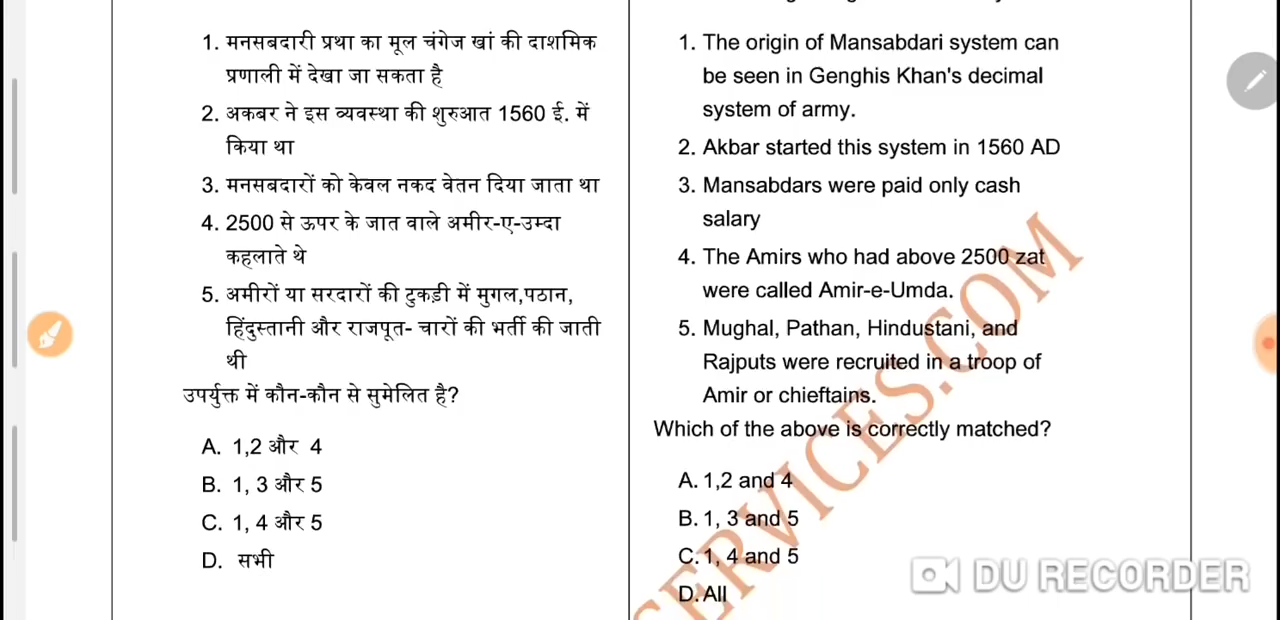 1. मनसबदारी प्रथा का मूल चंगेज खां की दाशमिक
प्रणाली में देखा जा सकता है
2. अकबर ने इस व्यवस्था की शुरुआत 1560 ई. में
किया था
3. मनसबदारों को केवल नकद वेतन दिया जाता था
4. 2500 से ऊपर के जात वाले अमीर-ए-उम्दा
कहलाते थे
5. अमीरों या सरदारों की टुकड़ी में मुगल,पठान,
हिंदुस्तानी और राजपूत- चारों की भर्ती की जाती
थी
उपर्युक्त में कौन-कौन से सुमेलित है?
A. 1,2 और 4
B. 1, 3 और 5
C. 1, 4 और 5
D. सभी
1. The origin of Mansabdari system can
be seen in Genghis Khan's decimal
system of army.
2. Akbar started this system in 1560 AD
3. Mansabdars were paid only cash
salary
4. The Amirs who had above 2500 zat
were called Amir-e-Umda.
5. Mughal, Pathan, Hindustani, and
Rajputs were recruited in a troop of
Amir or chieftains.
Which of the above is correctly matched?
A. 1,2 and 4
B. 1, 3 and 5
C. 1, 4 and 5
D. All
SERVICES.COM
DU RECORDER